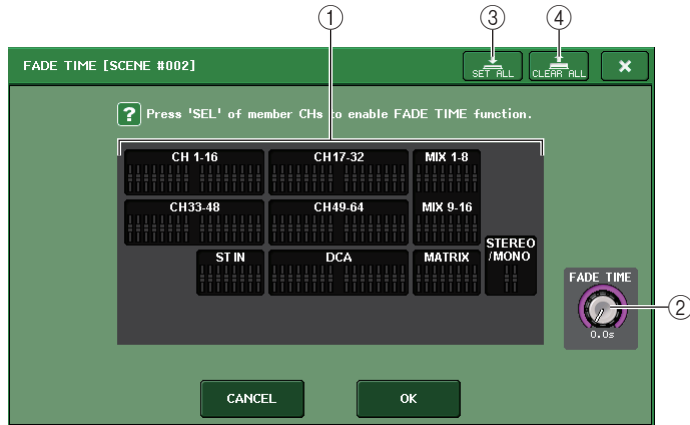 ① ③ ④
FADE TIME [SCENE #002]
SET ALL
CLEAR ALL
×
? Press 'SEL' of member CHs to enable FADE TIME function.
CH 1-16
CH17-32
MIX 1-8
CH33-48
CH49-64
MIX 9-16
ST IN
DCA
MATRIX
STEREO
/MONO
FADE TIME
②
0.0s
CANCEL
OK